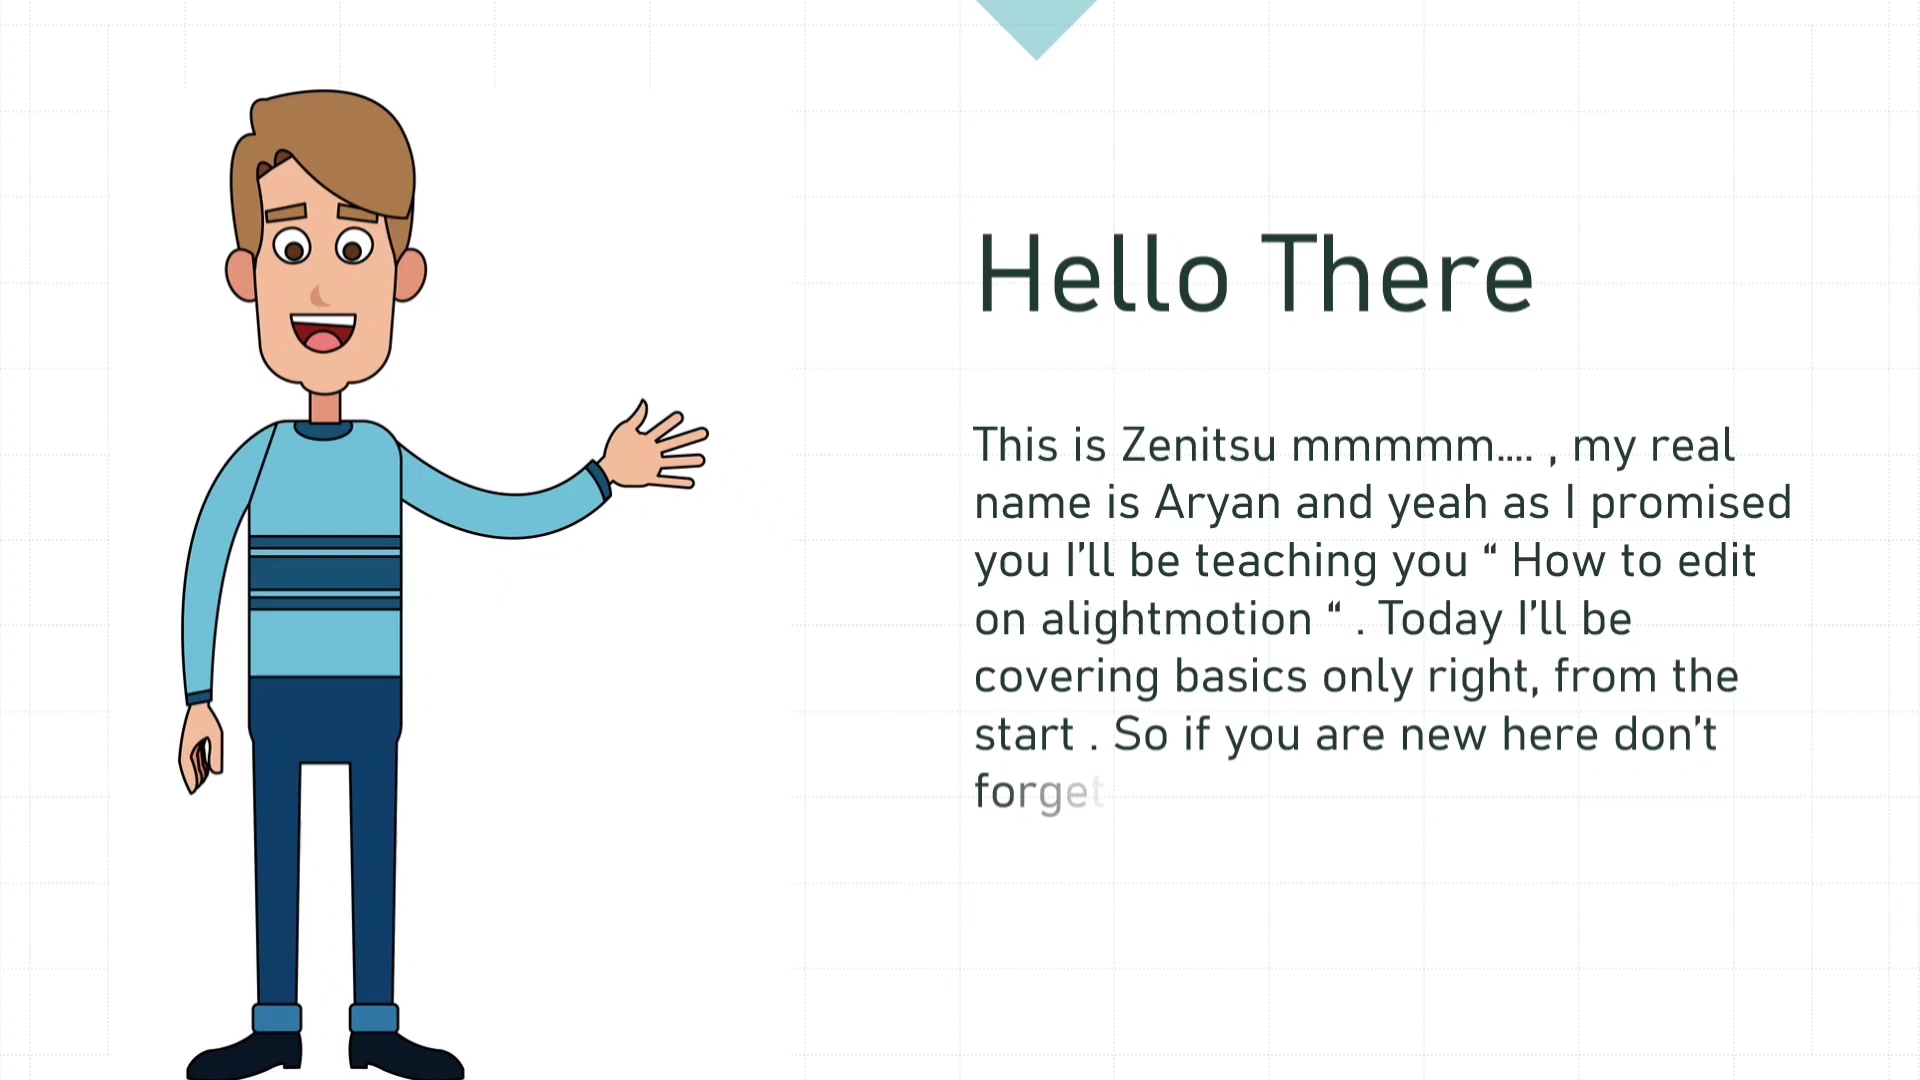 Hello There
This is Zenitsu mmmmm.... , my real
name is Aryan and yeah as I promised
you I’ll be teaching you “ How to edit
on alightmotion “ . Today I’ll be
covering basics only right, from the
start . So if you are new here don’t
forget